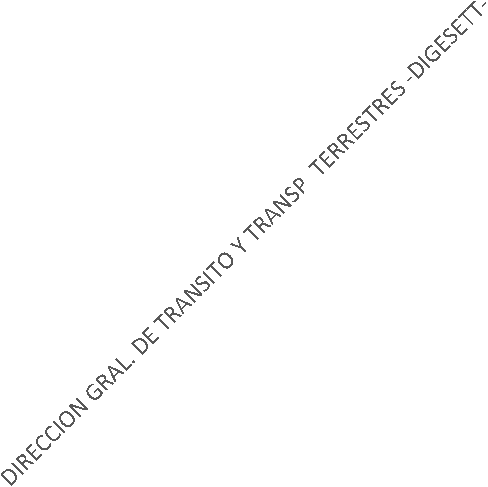 DIRECCION GRAL. DE TRANSITO Y TRANSP  TERRESTRES -DIGESETT-